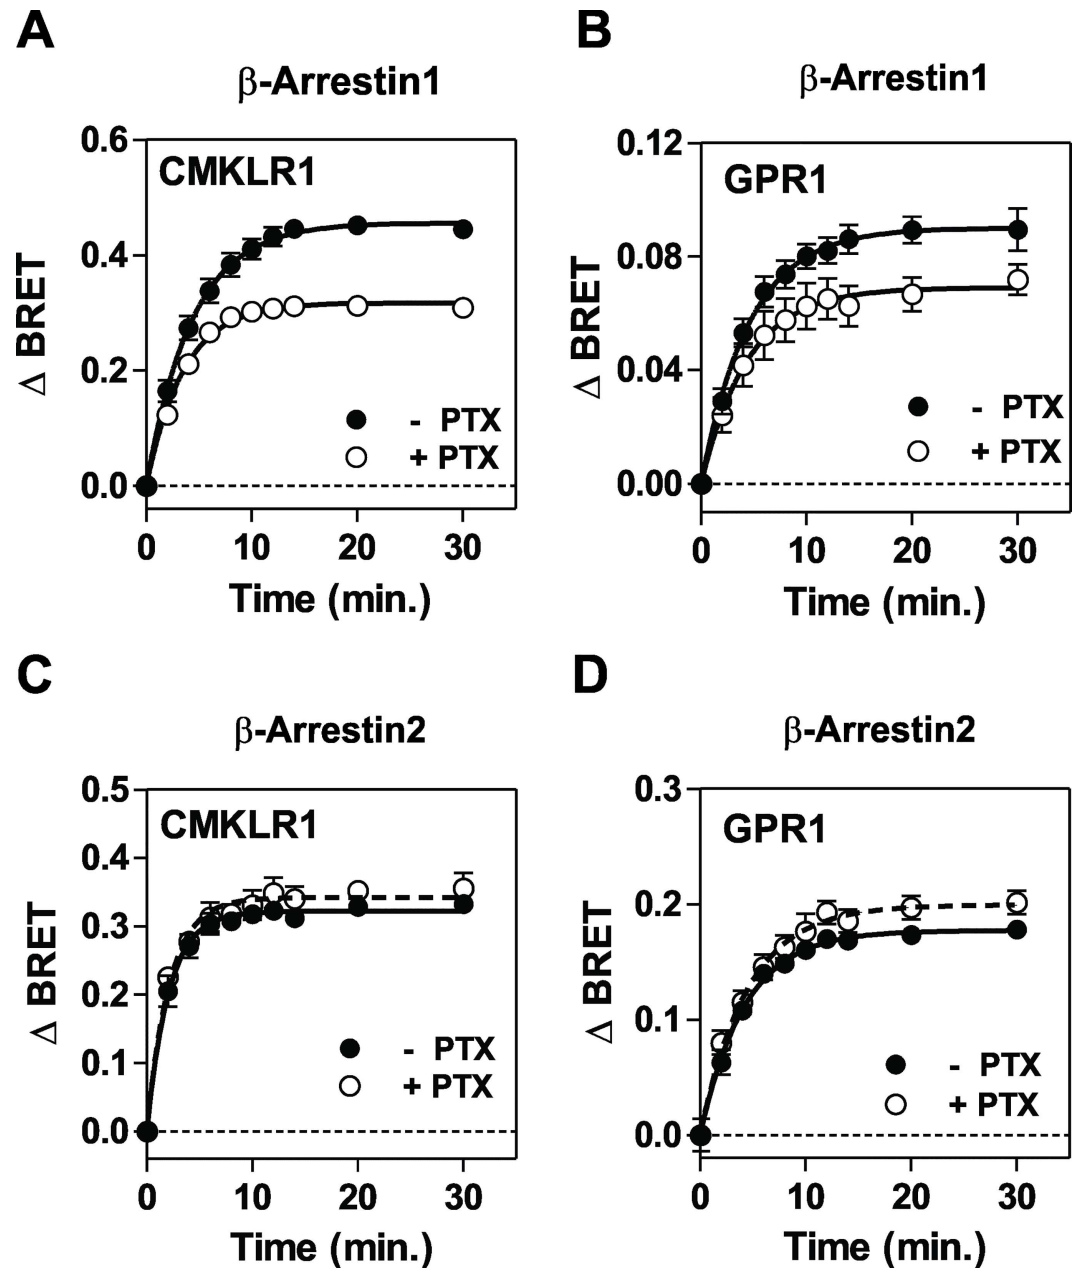 A
β-Arrestin1
0.6
CMKLR1
0.4
Δ BRET
0.2
- PTX
+ PTX
0.0
0 10 20 30
Time (min.)
B
β-Arrestin1
0.12
GPR1
0.08
Δ BRET
0.04
- PTX
+ PTX
0.00
0 10 20 30
Time (min.)
C
β-Arrestin2
0.5
CMKLR1
0.4
0.3
Δ BRET
0.2
0.1
- PTX
+ PTX
0.0
0 10 20 30
Time (min.)
D
β-Arrestin2
0.3
GPR1
0.2
Δ BRET
0.1
- PTX
+ PTX
0.0
0 10 20 30
Time (min.)